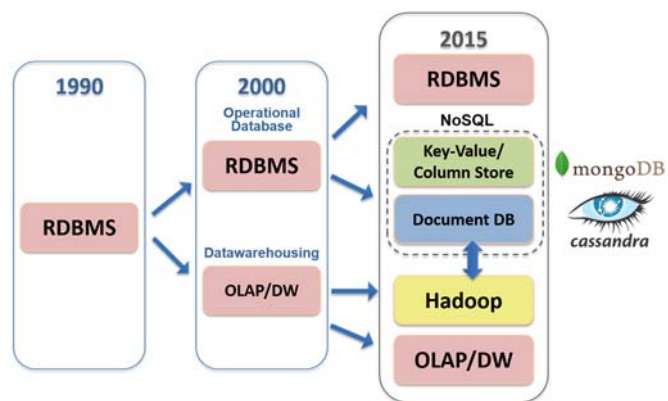 1990
RDBMS
2000
Operational
Database
RDBMS
Datawarehousing
OLAP/DW
2015
RDBMS
NoSQL
Key-Value/
Column Store
Document DB
Hadoop
OLAP/DW
mongoDB
cassandra